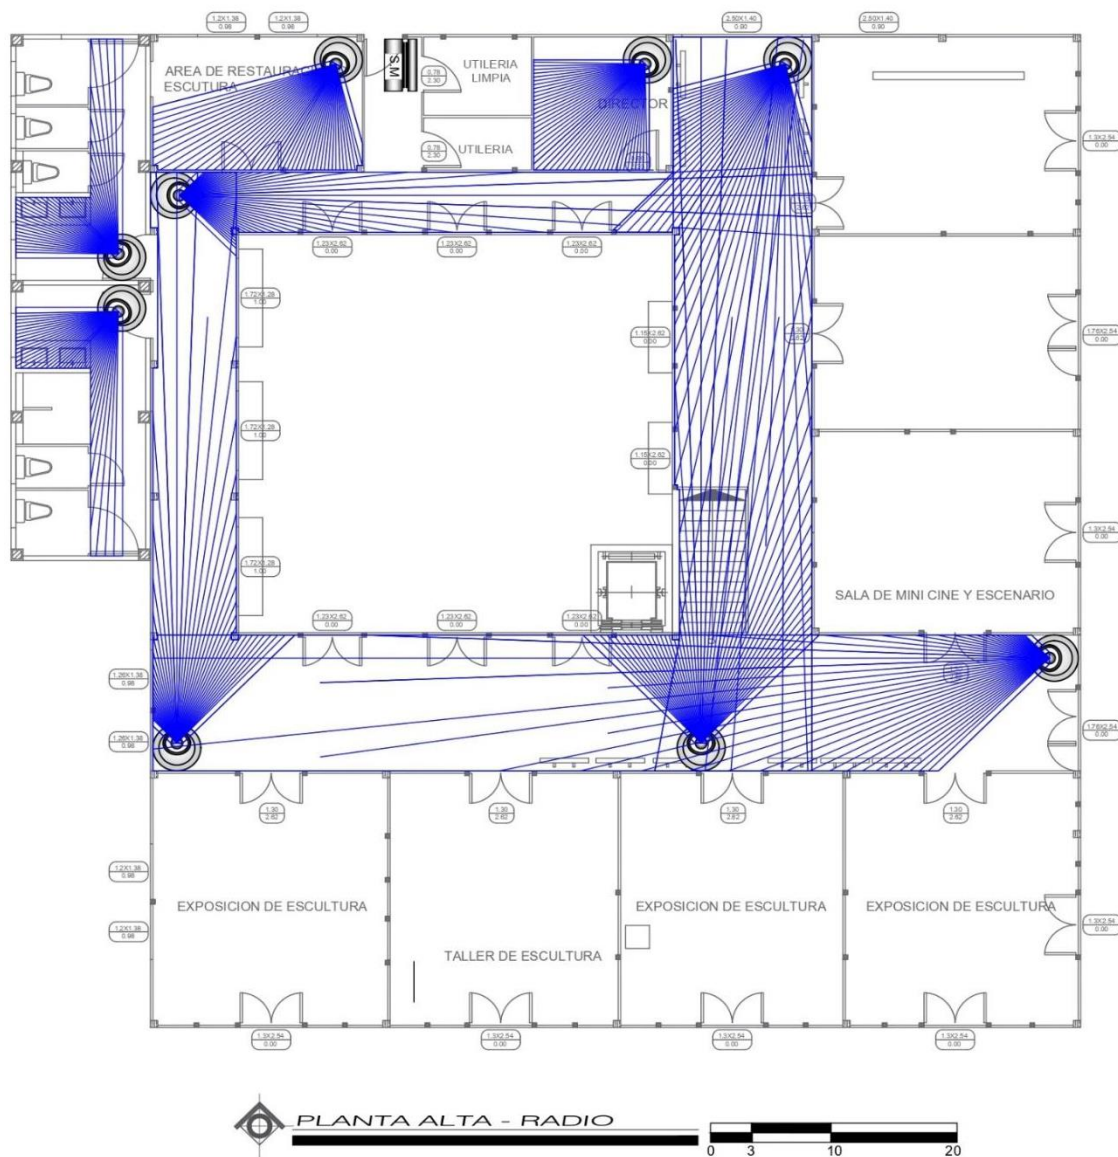 1.2X1.38
0.98
1.2X1.38
0.98
2.50X1.40
0.90
2.50X1.40
0.90
AREA DE RESTAURAC
ESCUTURA
S.M
UTILERIA
LIMPIA
0.78
2.30
DIRECTOR
UTILERIA
0.78
2.30
1.3X2.54
0.00
1.23X2.62
0.00
1.23X2.62
0.00
1.23X2.62
0.00
1.72X1.28
1.00
1.15X2.62
0.00
1.76X2.54
0.00
1.72X1.28
1.00
1.15X2.62
0.00
1.3X2.54
0.00
1.72X1.28
1.00
SALA DE MINI CINE Y ESCENARIO
1.23X2.62
0.00
1.23X2.62
0.00
1.23X2.62
0.00
1.26X1.38
0.98
1.26X1.38
0.98
1.76X2.54
0.00
1.30
2.62
1.30
2.62
1.30
2.62
1.30
2.62
1.2X1.38
0.98
EXPOSICION DE ESCULTURA
EXPOSICION DE ESCULTURA
EXPOSICION DE ESCULTURA
1.2X1.38
0.98
1.3X2.54
0.00
TALLER DE ESCULTURA
1.3X2.54
0.00
1.3X2.54
0.00
1.3X2.54
0.00
1.3X2.54
0.00
PLANTA ALTA - RADIO
0 3 10 20